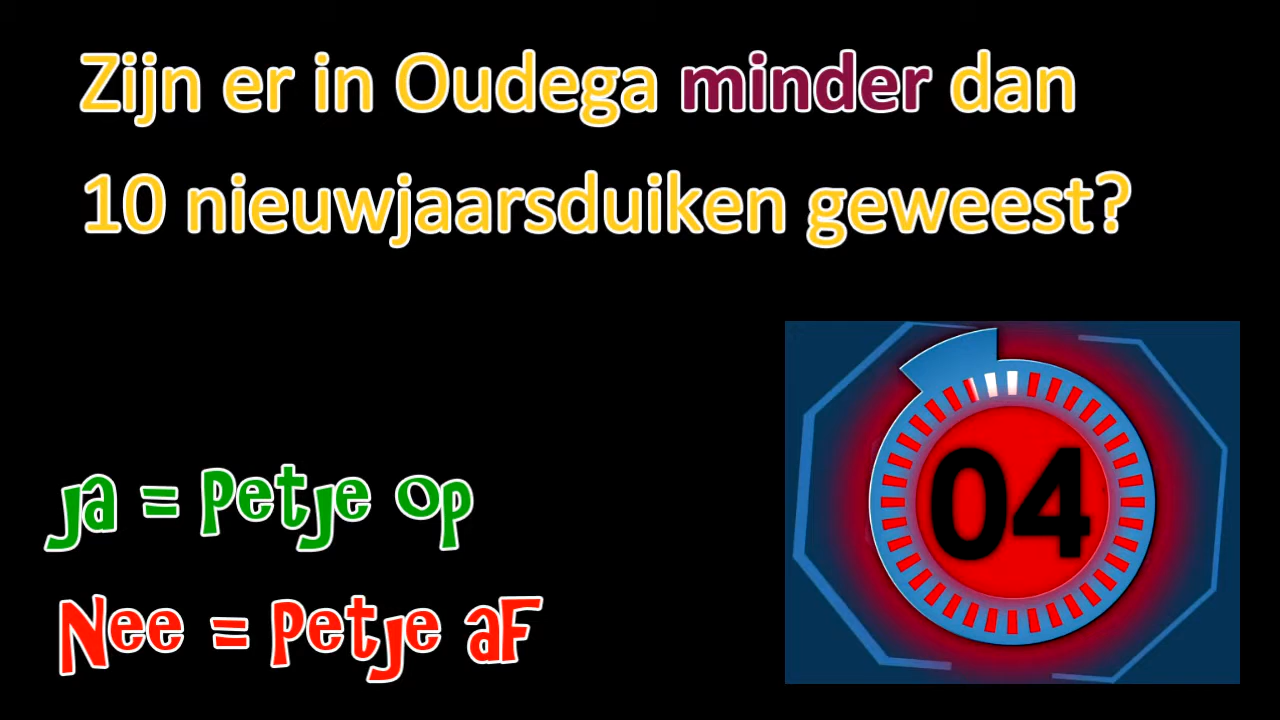 Zijn er in Oudega minder dan
10 nieuwjaarsduiken geweest?
04
Ja = Petje op
Nee = Petje af